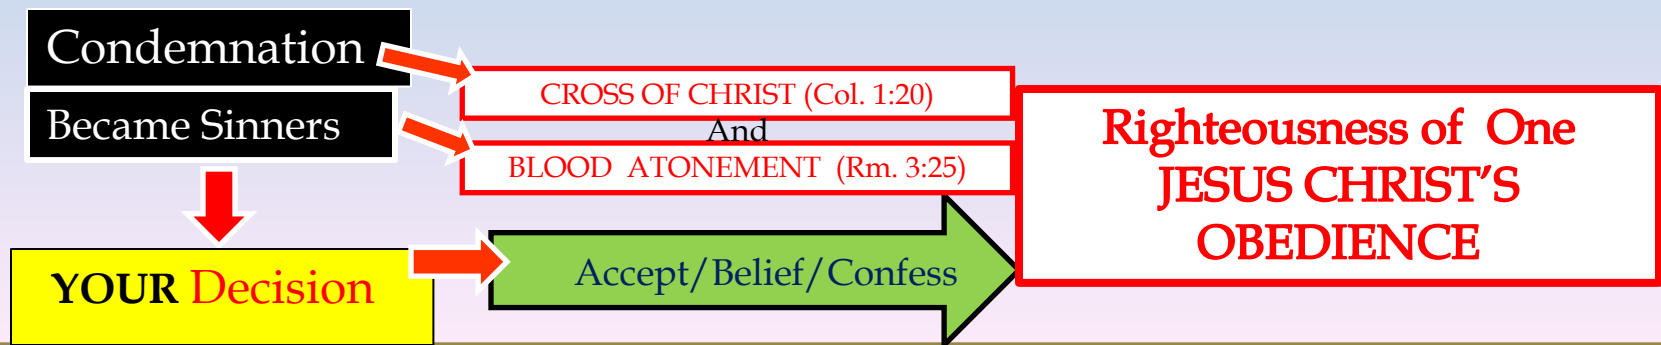 Condemnation
Became Sinners
CROSS OF CHRIST (Col. 1:20)
And
BLOOD ATONEMENT (Rm. 3:25)
Righteousness of One
JESUS CHRIST’S
OBEDIENCE
YOUR Decision
Accept/Belief/Confess